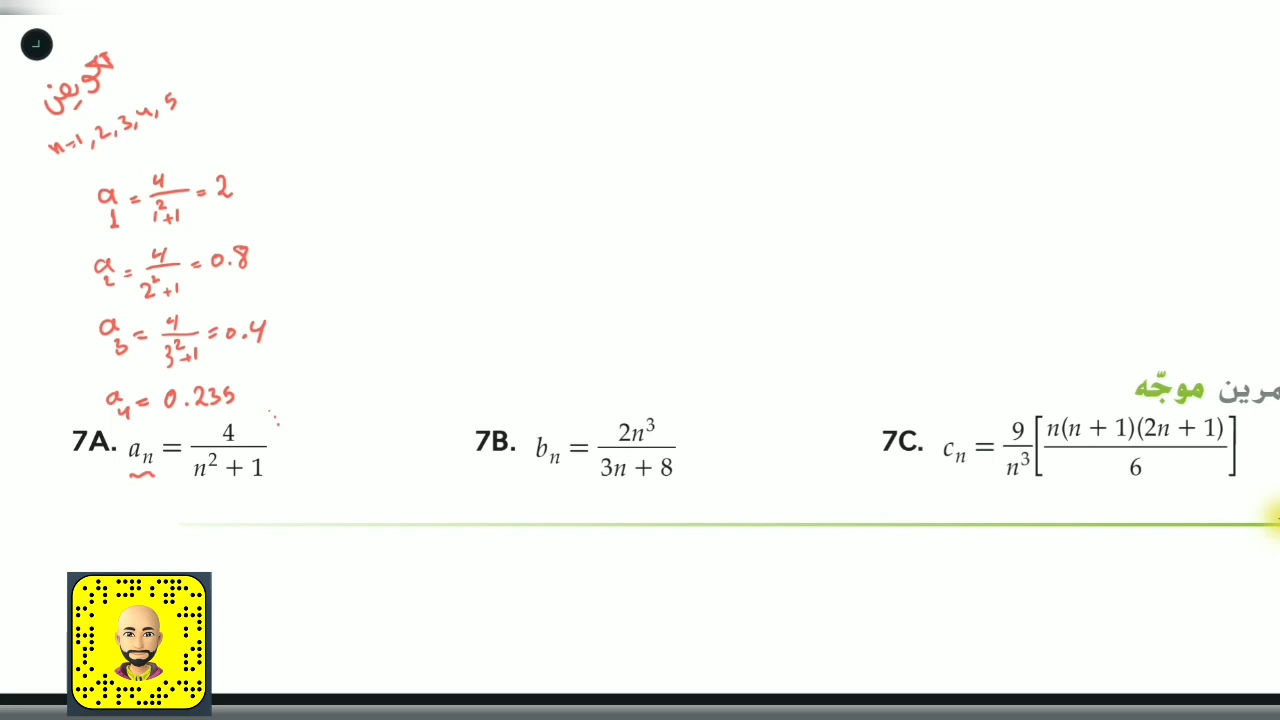 تعويض
n=1, 2, 3, 4, 5
a1 = 4/(1²+1) = 2
a2 = 4/(2²+1) = 0.8
a3 = 4/(3²+1) = 0.4
a4 = 0.235
مرين موجّه
7A. aₙ = 4/(n² + 1)
7B. bₙ = 2n³/(3n + 8)
7C. cₙ = 9/n³ [n(n + 1)(2n + 1)/6]